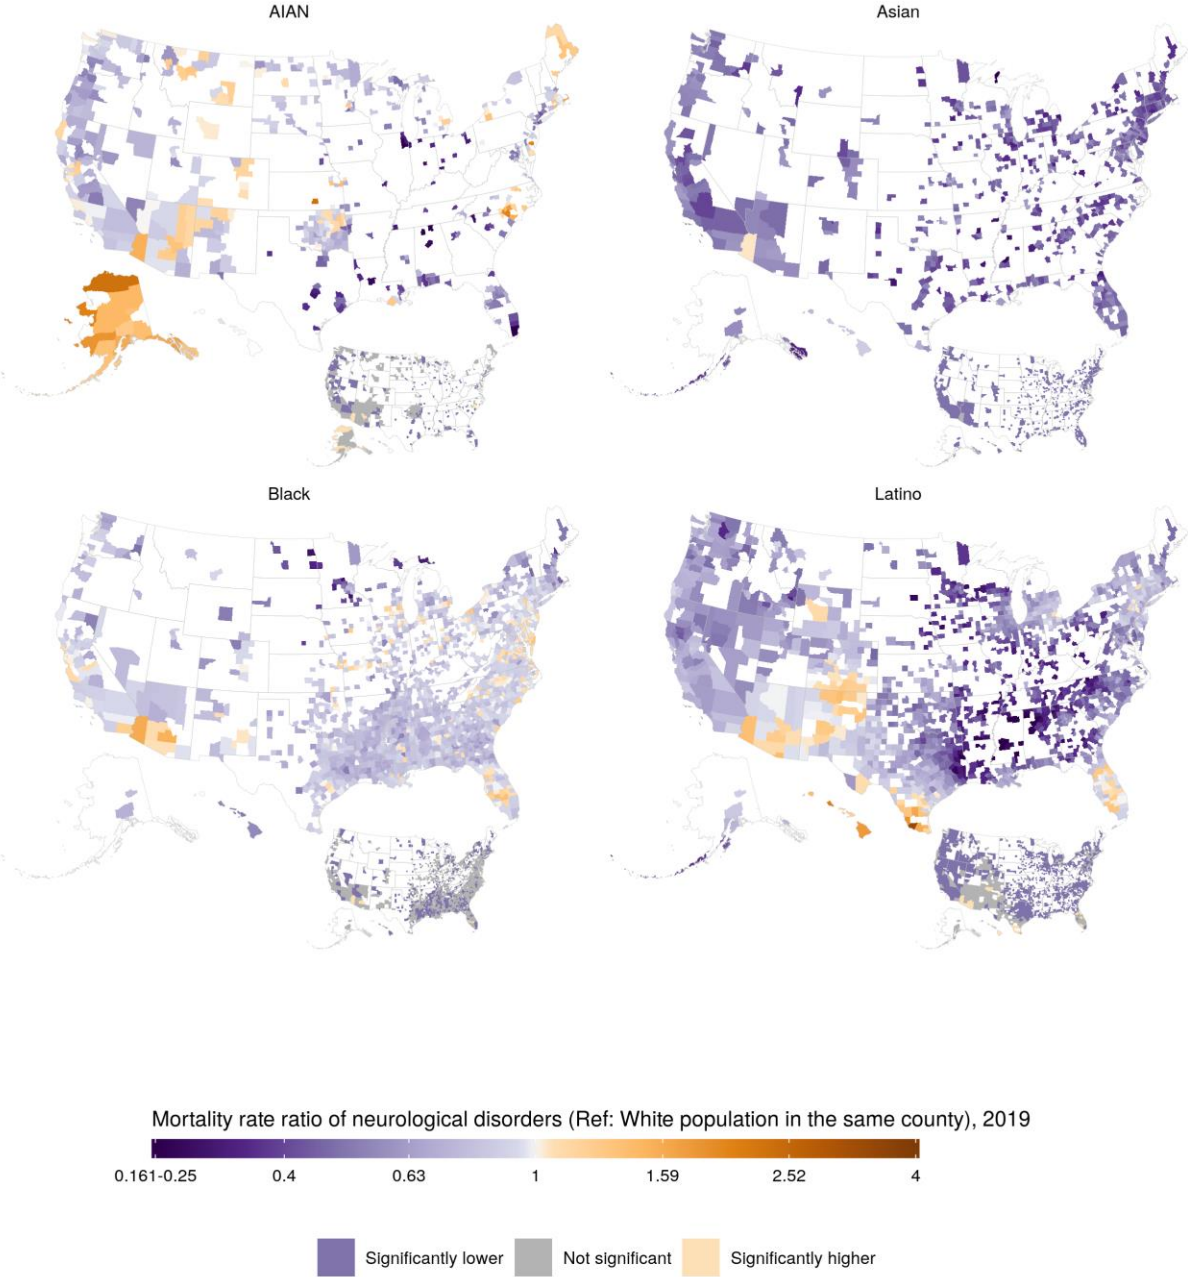 AIAN
Asian
Black
Latino
Mortality rate ratio of neurological disorders (Ref: White population in the same county), 2019
0.161-0.25 0.4 0.63 1 1.59 2.52 4
Significantly lower Not significant Significantly higher